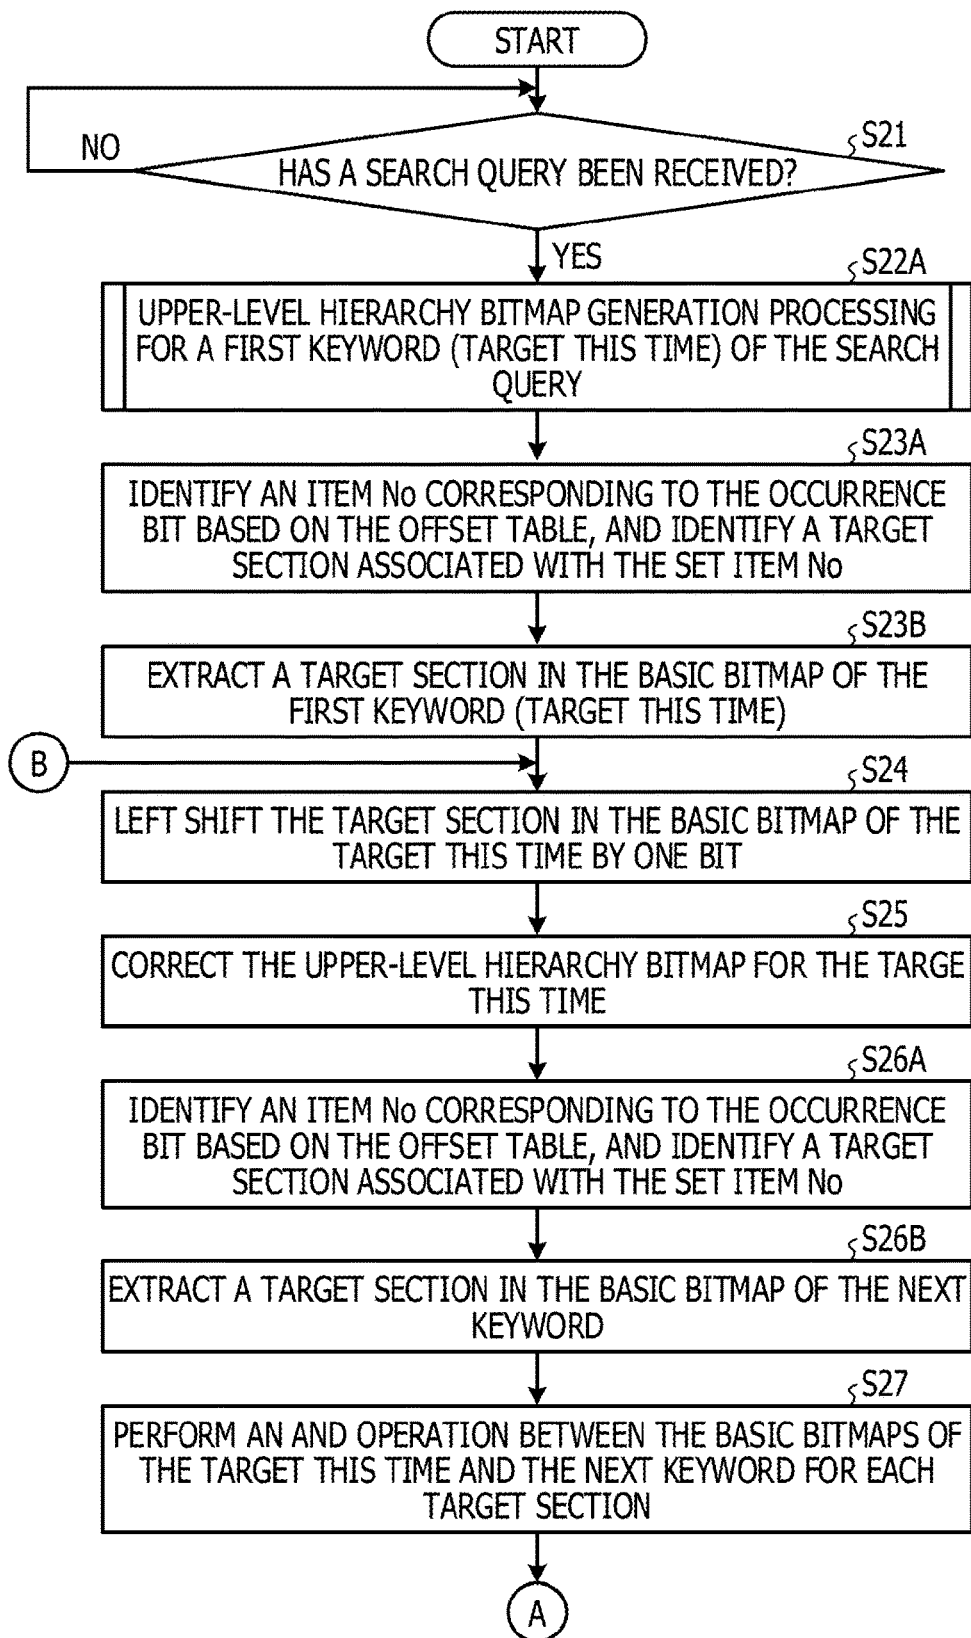 START
S21
NO
HAS A SEARCH QUERY BEEN RECEIVED?
YES
S22A
UPPER-LEVEL HIERARCHY BITMAP GENERATION PROCESSING
FOR A FIRST KEYWORD (TARGET THIS TIME) OF THE SEARCH
QUERY
S23A
IDENTIFY AN ITEM No CORRESPONDING TO THE OCCURRENCE
BIT BASED ON THE OFFSET TABLE, AND IDENTIFY A TARGET
SECTION ASSOCIATED WITH THE SET ITEM No
S23B
EXTRACT A TARGET SECTION IN THE BASIC BITMAP OF THE
FIRST KEYWORD (TARGET THIS TIME)
B
S24
LEFT SHIFT THE TARGET SECTION IN THE BASIC BITMAP OF THE
TARGET THIS TIME BY ONE BIT
S25
CORRECT THE UPPER-LEVEL HIERARCHY BITMAP FOR THE TARGE
THIS TIME
S26A
IDENTIFY AN ITEM No CORRESPONDING TO THE OCCURRENCE
BIT BASED ON THE OFFSET TABLE, AND IDENTIFY A TARGET
SECTION ASSOCIATED WITH THE SET ITEM No
S26B
EXTRACT A TARGET SECTION IN THE BASIC BITMAP OF THE NEXT
KEYWORD
S27
PERFORM AN AND OPERATION BETWEEN THE BASIC BITMAPS OF
THE TARGET THIS TIME AND THE NEXT KEYWORD FOR EACH
TARGET SECTION
A